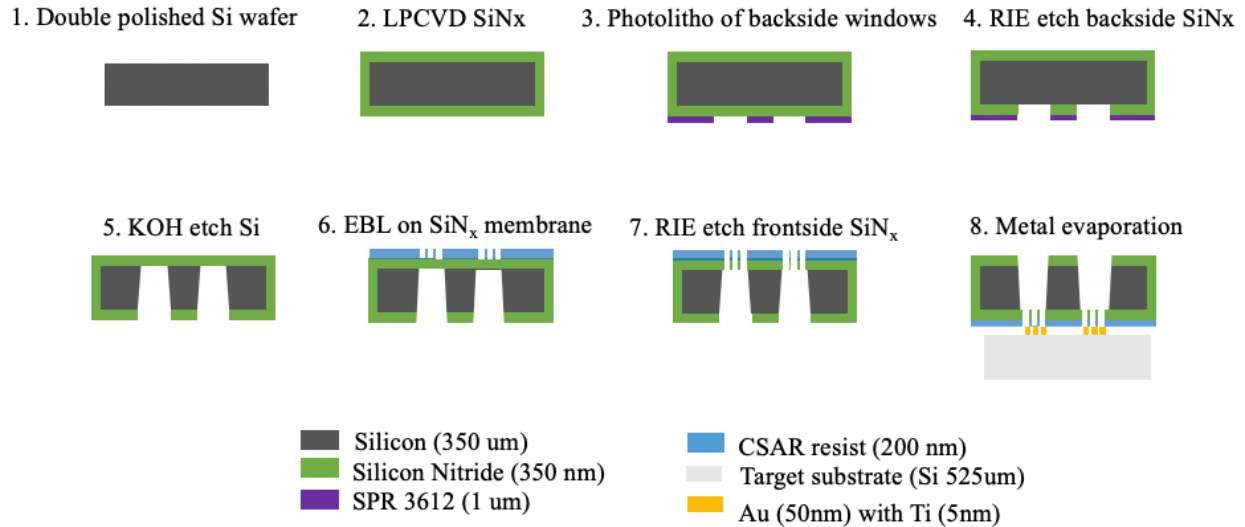 1. Double polished Si wafer
2. LPCVD SiNx
3. Photolitho of backside windows
4. RIE etch backside SiNx
5. KOH etch Si
6. EBL on SiNₓ membrane
7. RIE etch frontside SiNₓ
8. Metal evaporation
Silicon (350 um)
Silicon Nitride (350 nm)
SPR 3612 (1 um)
CSAR resist (200 nm)
Target substrate (Si 525um)
Au (50nm) with Ti (5nm)